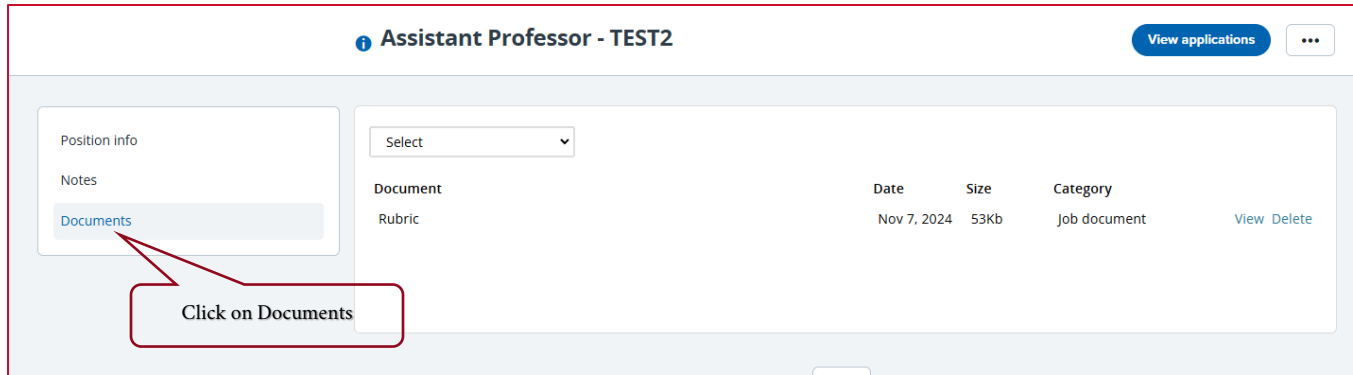 Assistant Professor - TEST2
View applications
Position info
Notes
Documents
Select
Document Date Size Category
Rubric Nov 7, 2024 53Kb Job document View Delete
Click on Documents